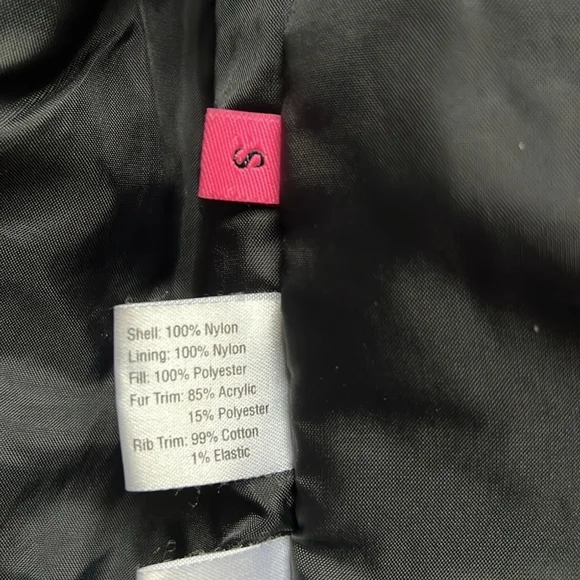 S
Shell: 100% Nylon
Lining: 100% Nylon
Fill: 100% Polyester
Fur Trim: 85% Acrylic
15% Polyester
Rib Trim: 99% Cotton
1% Elastic